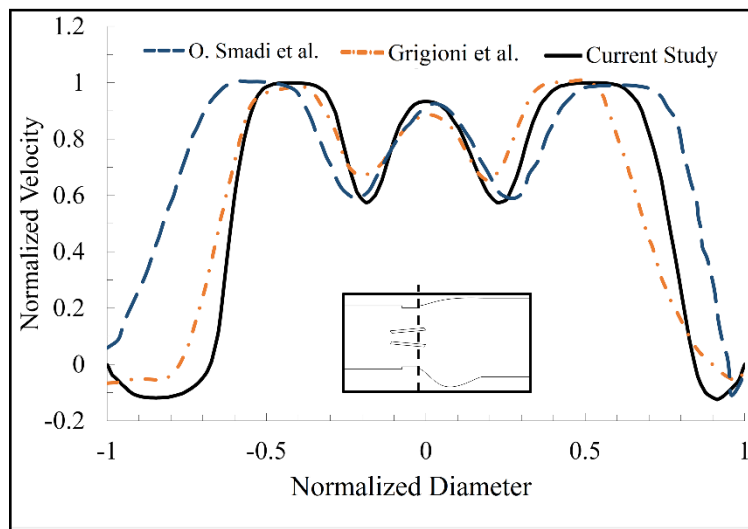 1.2
O. Smadi et al. Grigioni et al. Current Study
1
0.8
0.6
0.4
0.2
0
-0.2
Normalized Velocity
-1 -0.5 0 0.5 1
Normalized Diameter